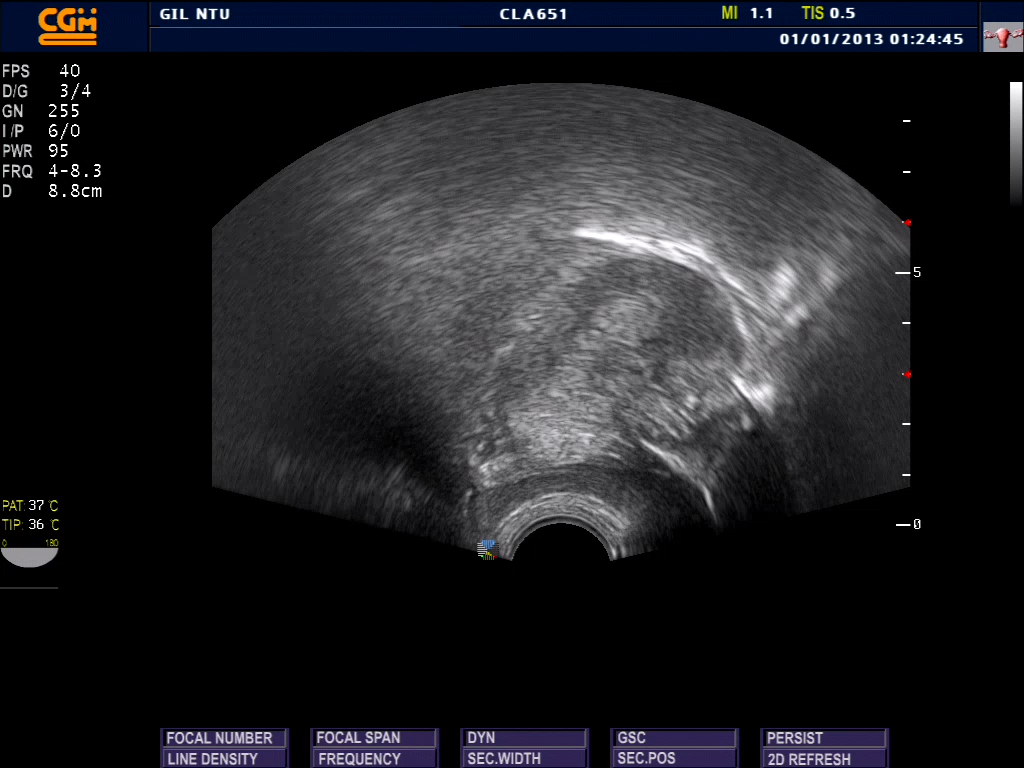 CGM
GIL NTU CLA651 MI 1.1 TIS 0.5
01/01/2013 01:24:45
FPS 40
D/G 3/4
GN 255
I/P 6/0
PWR 95
FRQ 4-8.3
D 8.8cm
5
PAT: 37 °C
TIP: 36 °C
0 180
0
FOCAL NUMBER FOCAL SPAN DYN GSC PERSIST
LINE DENSITY FREQUENCY SEC.WIDTH SEC.POS 2D REFRESH